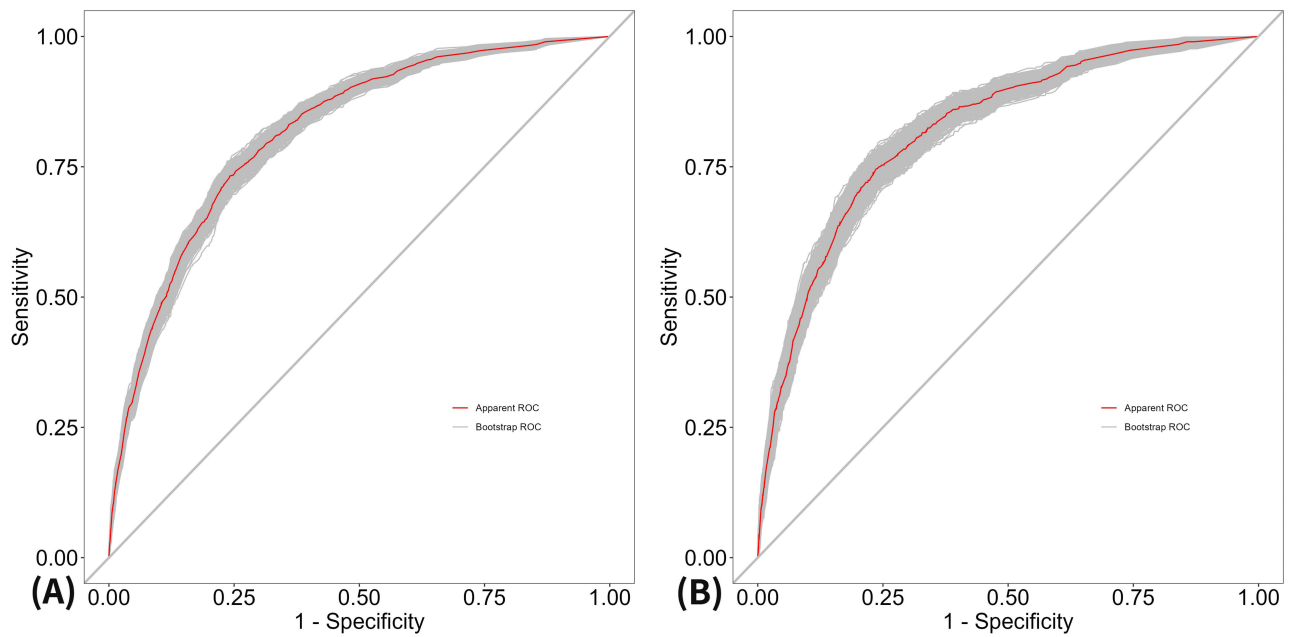 1.00
0.75
0.50
0.25
0.00
Sensitivity
Apparent ROC
Bootstrap ROC
(A)
0.00 0.25 0.50 0.75 1.00
1 - Specificity
1.00
0.75
0.50
0.25
0.00
Sensitivity
Apparent ROC
Bootstrap ROC
(B)
0.00 0.25 0.50 0.75 1.00
1 - Specificity